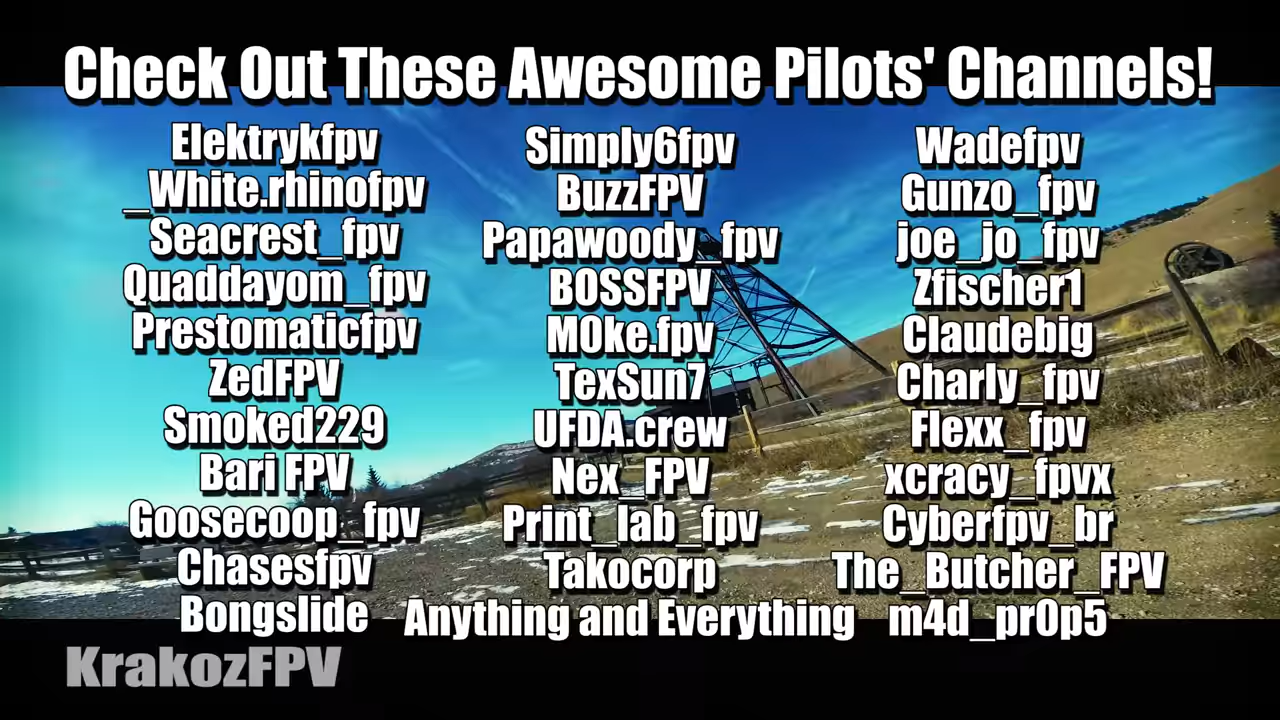 Check Out These Awesome Pilots' Channels!
Elektrykfpv
_White.rhinofpv
Seacrest_fpv
Quaddayom_fpv
Prestomaticfpv
ZedFPV
Smoked229
Bari FPV
Goosecoop_fpv
Chasesfpv
Bongslide
Simply6fpv
BuzzFPV
Papawoody_fpv
BOSSFPV
M0ke.fpv
TexSun7
UFDA.crew
Nex_FPV
Print_lab_fpv
Takocorp
Anything and Everything
Wadefpv
Gunzo_fpv
joe_jo_fpv
Zfischer1
Claudebig
Charly_fpv
Flexx_fpv
xcracy_fpvx
Cyberfpv_br
The_Butcher_FPV
m4d_pr0p5
KrakozFPV